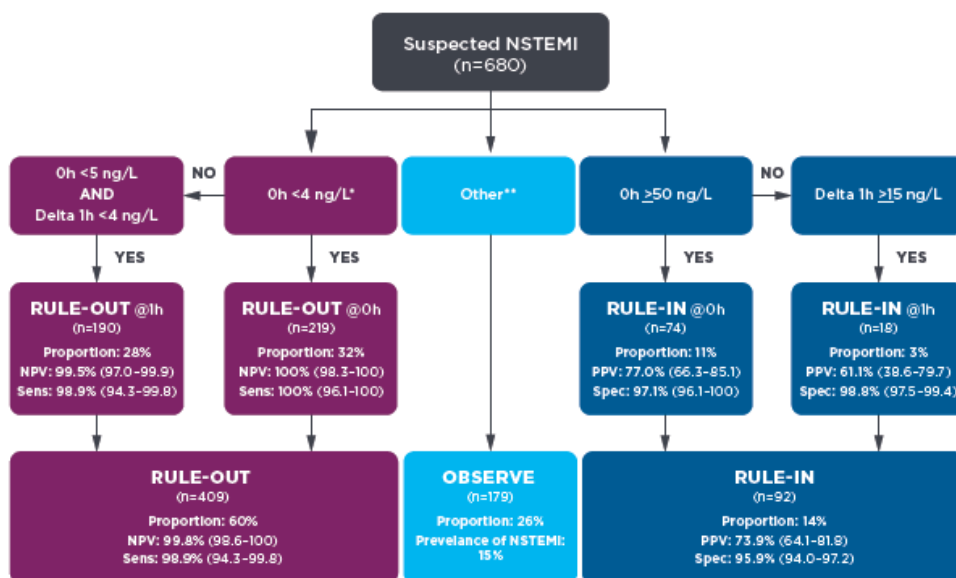 Suspected NSTEMI
(n=680)
0h <5 ng/L
AND
Delta 1h <4 ng/L
NO
0h <4 ng/L*
Other**
0h ≥50 ng/L
NO
Delta 1h ≥15 ng/L
YES
YES
YES
YES
RULE-OUT @1h
(n=190)
Proportion: 28%
NPV: 99.5% (97.0-99.9)
Sens: 98.9% (94.3-99.8)
RULE-OUT @0h
(n=219)
Proportion: 32%
NPV: 100% (98.3-100)
Sens: 100% (96.1-100)
RULE-IN @0h
(n=74)
Proportion: 11%
PPV: 77.0% (66.3-85.1)
Spec: 97.1% (96.1-100)
RULE-IN @1h
(n=18)
Proportion: 3%
PPV: 61.1% (38.6-79.7)
Spec: 98.8% (97.5-99.4)
RULE-OUT
(n=409)
Proportion: 60%
NPV: 99.8% (98.6-100)
Sens: 98.9% (94.3-99.8)
OBSERVE
(n=179)
Proportion: 26%
Prevelance of NSTEMI:
15%
RULE-IN
(n=92)
Proportion: 14%
PPV: 73.9% (64.1-81.8)
Spec: 95.9% (94.0-97.2)